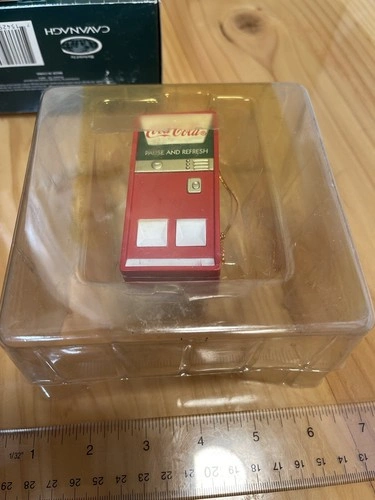 CAVANAGH
Coca-Cola
PAUSE AND REFRESH
1 2 3 4 5 6 7
29 28 27 26 25 24 23 22 21 20 19 18 17 16 15 14 13